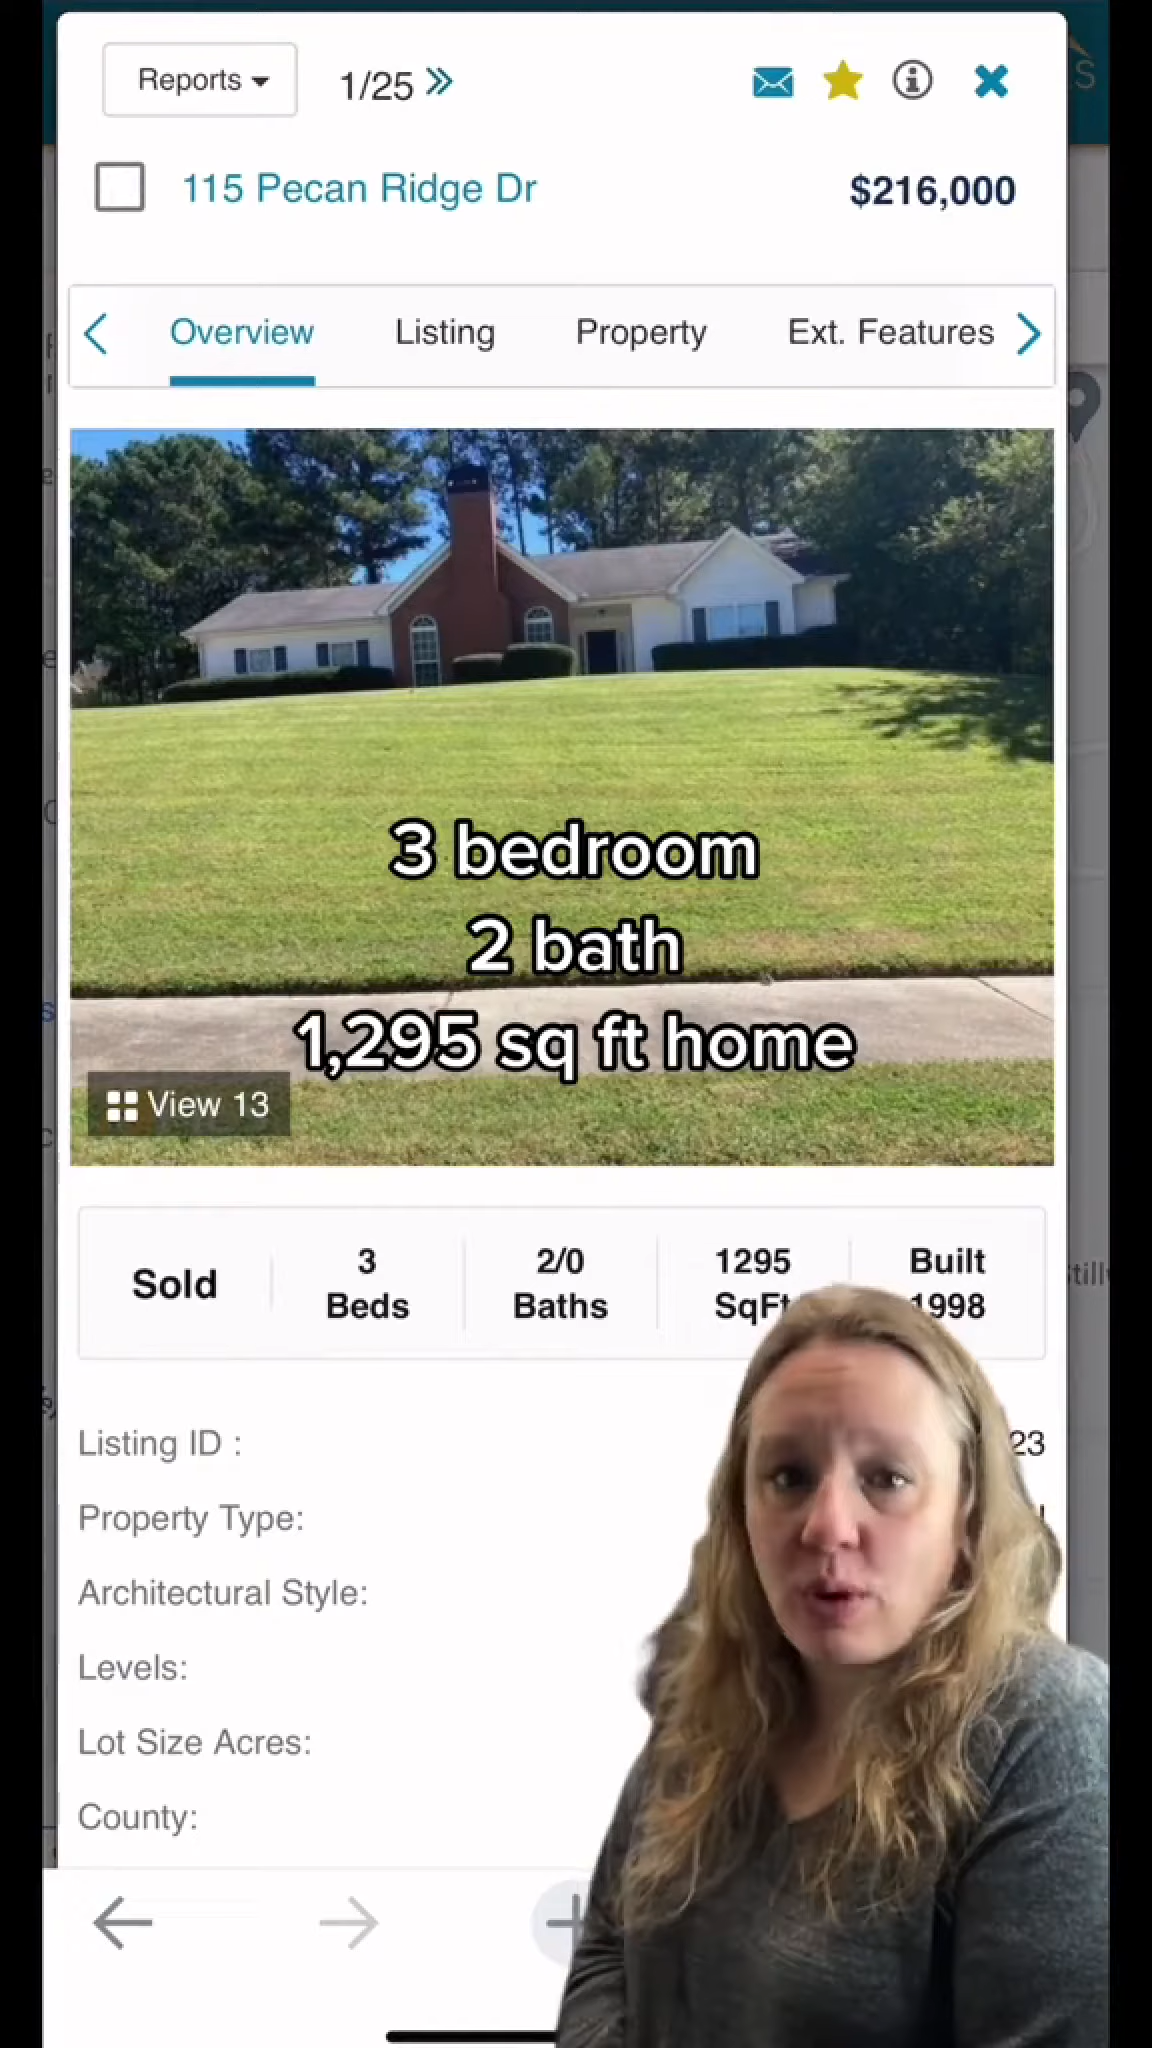 Reports
1/25
S
115 Pecan Ridge Dr
$216,000
Overview
Listing
Property
Ext. Features
3 bedroom
2 bath
1,295 sq ft home
View 13
Sold
3
Beds
2/0
Baths
1295
SqFt
Built
1998
Listing ID :
23
Property Type:
Architectural Style:
Levels:
Lot Size Acres:
County: